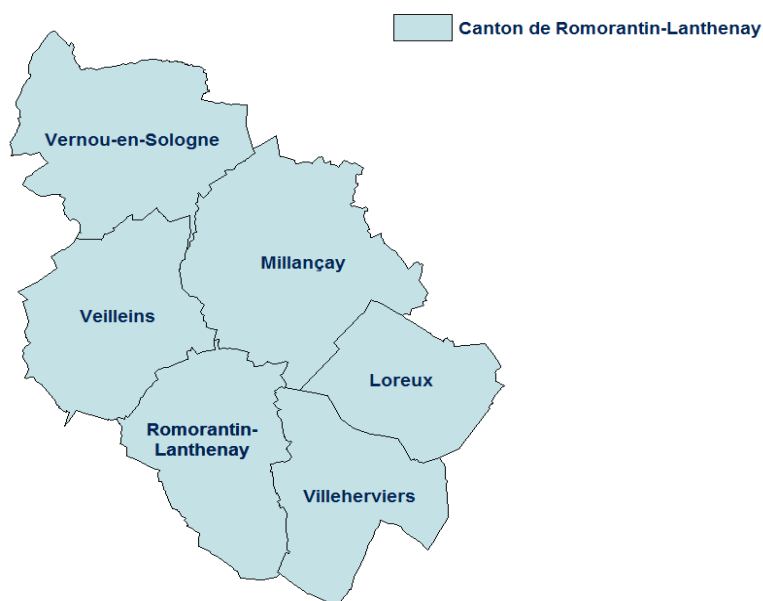 Canton de Romorantin-Lanthenay
Vernou-en-Sologne
Millançay
Veilleins
Loreux
Romorantin-
Lanthenay
Villeherviers